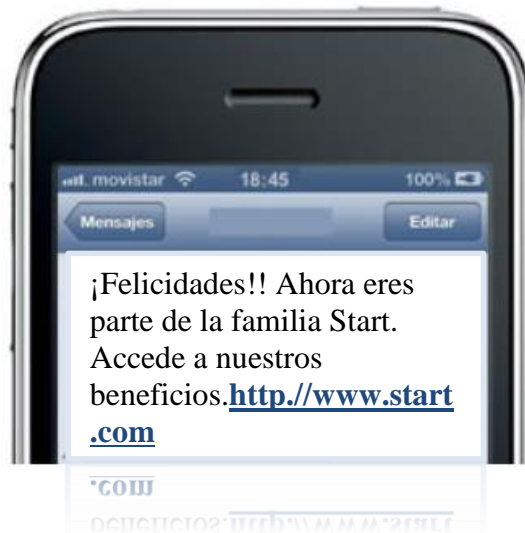 movistar 18:45 100%
Mensajes Editar
¡Felicidades!! Ahora eres
parte de la familia Start.
Accede a nuestros
beneficios.http.//www.start
.com